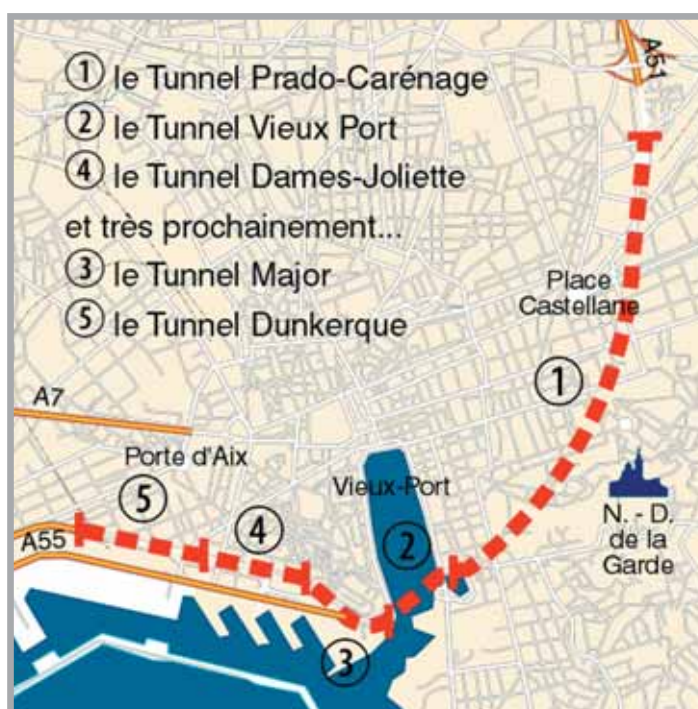 ① le Tunnel Prado-Carénage
② le Tunnel Vieux Port
④ le Tunnel Dames-Joliette
et très prochainement...
③ le Tunnel Major
⑤ le Tunnel Dunkerque
A51
Place
Castellane
①
A7
Porte d'Aix
⑤
④
Vieux-Port
②
N. - D.
de la
Garde
A55
③